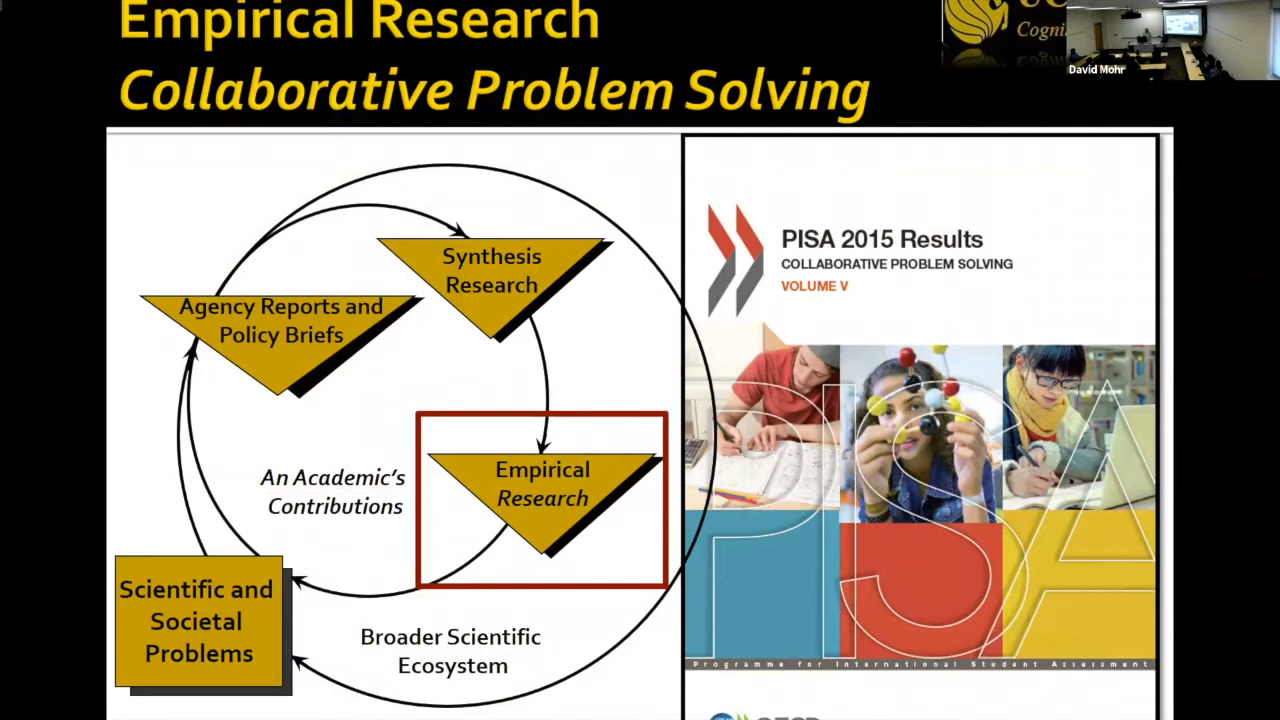 Empirical Research
Collaborative Problem Solving
Cogni
David Mohr
Synthesis
Research
Agency Reports and
Policy Briefs
Empirical
Research
An Academic's
Contributions
Scientific and
Societal
Problems
Broader Scientific
Ecosystem
PISA 2015 Results
COLLABORATIVE PROBLEM SOLVING
VOLUME V
PISA
Programme for International Student Assessment